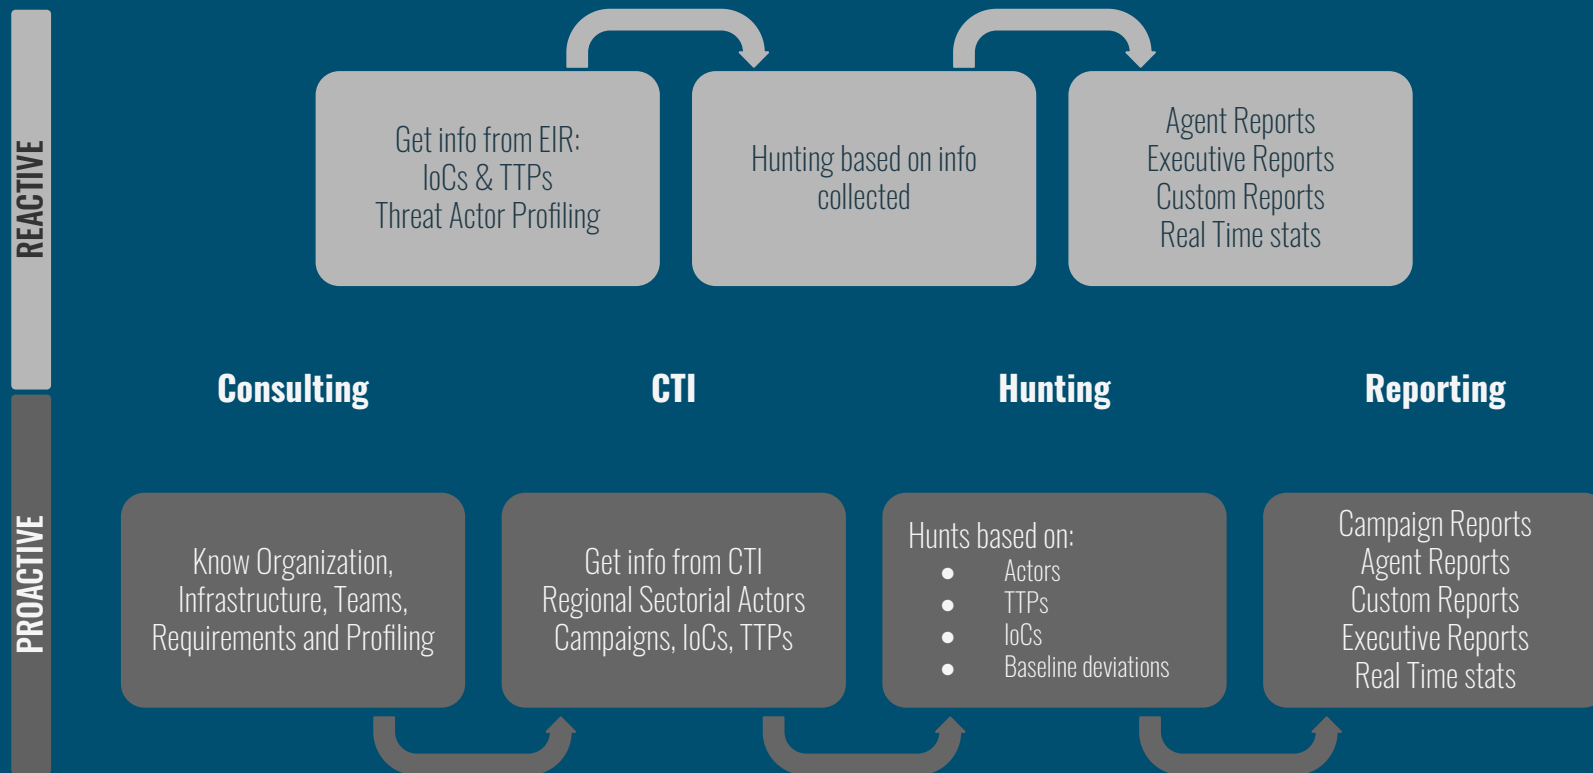 REACTIVE
Get info from EIR:
IoCs & TTPs
Threat Actor Profiling
Hunting based on info
collected
Agent Reports
Executive Reports
Custom Reports
Real Time stats
Consulting
CTI
Hunting
Reporting
PROACTIVE
Know Organization,
Infrastructure, Teams,
Requirements and Profiling
Get info from CTI
Regional Sectorial Actors
Campaigns, IoCs, TTPs
Hunts based on:
● Actors
● TTPs
● IoCs
● Baseline deviations
Campaign Reports
Agent Reports
Custom Reports
Executive Reports
Real Time stats